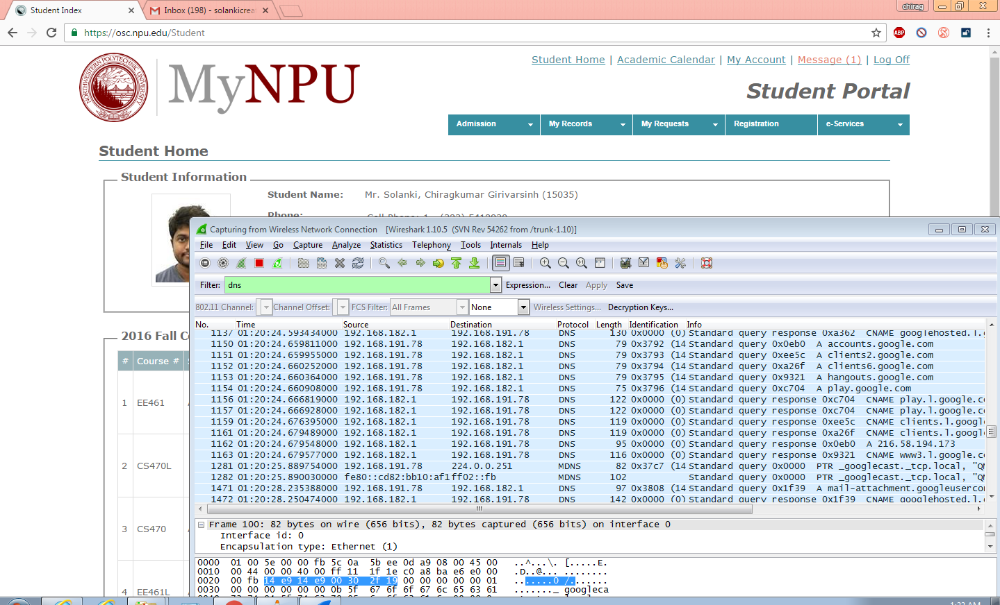 Student Index
Inbox (198) - solankicrea
chirag
https://osc.npu.edu/Student
ABP
NORTHWESTERN POLYTECHNIC UNIVERSITY
MyNPU
Student Home | Academic Calendar | My Account | Message (1) | Log Off
Student Portal
Admission My Records My Requests Registration e-Services
Student Home
Student Information
Student Name: Mr. Solanki, Chiragkumar Girivarsinh (15035)
Phone:
2016 Fall C
# Course #
1 EE461
2 CS470L
3 CS470
4 EE461L
Capturing from Wireless Network Connection [Wireshark 1.10.5 (SVN Rev 54262 from /trunk-1.10)]
File Edit View Go Capture Analyze Statistics Telephony Tools Internals Help
Filter: dns Expression... Clear Apply Save
802.11 Channel: Channel Offset: FCS Filter: All Frames None Wireless Settings... Decryption Keys...
No. Time Source Destination Protocol Length Identification Info
1137 01:20:24.593434000 192.168.182.1 192.168.191.78 DNS 130 0x0000 (0) Standard query response 0xa362 CNAME googlehosted.l.g
1150 01:20:24.659811000 192.168.191.78 192.168.182.1 DNS 79 0x3792 (14 Standard query 0x0eb0 A accounts.google.com
1151 01:20:24.659955000 192.168.191.78 192.168.182.1 DNS 79 0x3793 (14 Standard query 0xee5c A clients2.google.com
1152 01:20:24.660252000 192.168.191.78 192.168.182.1 DNS 79 0x3794 (14 Standard query 0xa26f A clients6.google.com
1153 01:20:24.660364000 192.168.191.78 192.168.182.1 DNS 79 0x3795 (14 Standard query 0x9321 A hangouts.google.com
1154 01:20:24.660908000 192.168.191.78 192.168.182.1 DNS 75 0x3796 (14 Standard query 0xc704 A play.google.com
1156 01:20:24.666819000 192.168.182.1 192.168.191.78 DNS 122 0x0000 (0) Standard query response 0xc704 CNAME play.l.google.c
1157 01:20:24.666928000 192.168.182.1 192.168.191.78 DNS 122 0x0000 (0) Standard query response 0xc704 CNAME play.l.google.c
1159 01:20:24.676395000 192.168.182.1 192.168.191.78 DNS 119 0x0000 (0) Standard query response 0xee5c CNAME clients.l.googl
1161 01:20:24.679489000 192.168.182.1 192.168.191.78 DNS 119 0x0000 (0) Standard query response 0xa26f CNAME clients.l.googl
1162 01:20:24.679548000 192.168.182.1 192.168.191.78 DNS 95 0x0000 (0) Standard query response 0x0eb0 A 216.58.194.173
1163 01:20:24.679577000 192.168.182.1 192.168.191.78 DNS 116 0x0000 (0) Standard query response 0x9321 CNAME www3.l.google.c
1281 01:20:25.889754000 192.168.191.78 224.0.0.251 MDNS 82 0x37c7 (14 Standard query 0x0000 PTR _googlecast._tcp.local, "Q
1282 01:20:25.890030000 fe80::cd82:bb10:af1 ff02::fb MDNS 102 Standard query 0x0000 PTR _googlecast._tcp.local, "Q
1471 01:20:28.235388000 192.168.191.78 192.168.182.1 DNS 97 0x3808 (14 Standard query 0x1f39 A mail-attachment.googleuserco
1472 01:20:28.250474000 192.168.182.1 192.168.191.78 DNS 142 0x0000 (0) Standard query response 0x1f39 CNAME googlehosted.l.g
Frame 100: 82 bytes on wire (656 bits), 82 bytes captured (656 bits) on interface 0
Interface id: 0
Encapsulation type: Ethernet (1)
0000 01 00 5e 00 00 fb 5c 0a 5b ee 0d a9 08 00 45 00 ..^...\. [.....E.
0010 00 44 00 00 40 00 ff 11 1f 1e c0 a8 ba e6 e0 00 .D..@... ........
0020 00 fb 14 e9 14 e9 00 30 2f 19 00 00 00 00 00 01 .......0 /.......
0030 00 00 00 00 00 00 0b 5f 67 6f 6f 67 6c 65 63 61 ......._ googleca